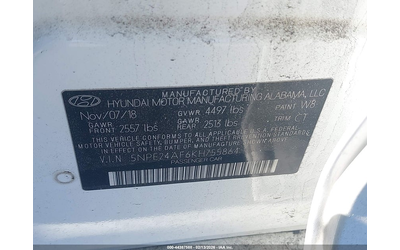 MANUFACTURED BY
HYUNDAI MOTOR MANUFACTURING ALABAMA, LLC
Nov/07/18 GVWR 4497 lbs PAINT W8
GAWR FRONT 2557 lbs GAWR REAR 2513 lbs TRIM CT
THIS VEHICLE CONFORMS TO ALL APPLICABLE FEDERAL
MOTOR VEHICLE SAFETY, BUMPER, AND THEFT PREVENTION
STANDARDS IN EFFECT ON THE DATE OF MANUFACTURE SHOWN ABOVE.
V.I.N. : 5NPE24AF6KH759864
PASSENGER CAR